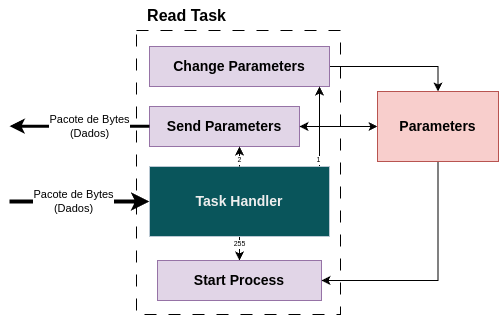 Read Task
Change Parameters
Pacote de Bytes
(Dados)
Send Parameters
Parameters
2
1
Pacote de Bytes
(Dados)
Task Handler
255
Start Process